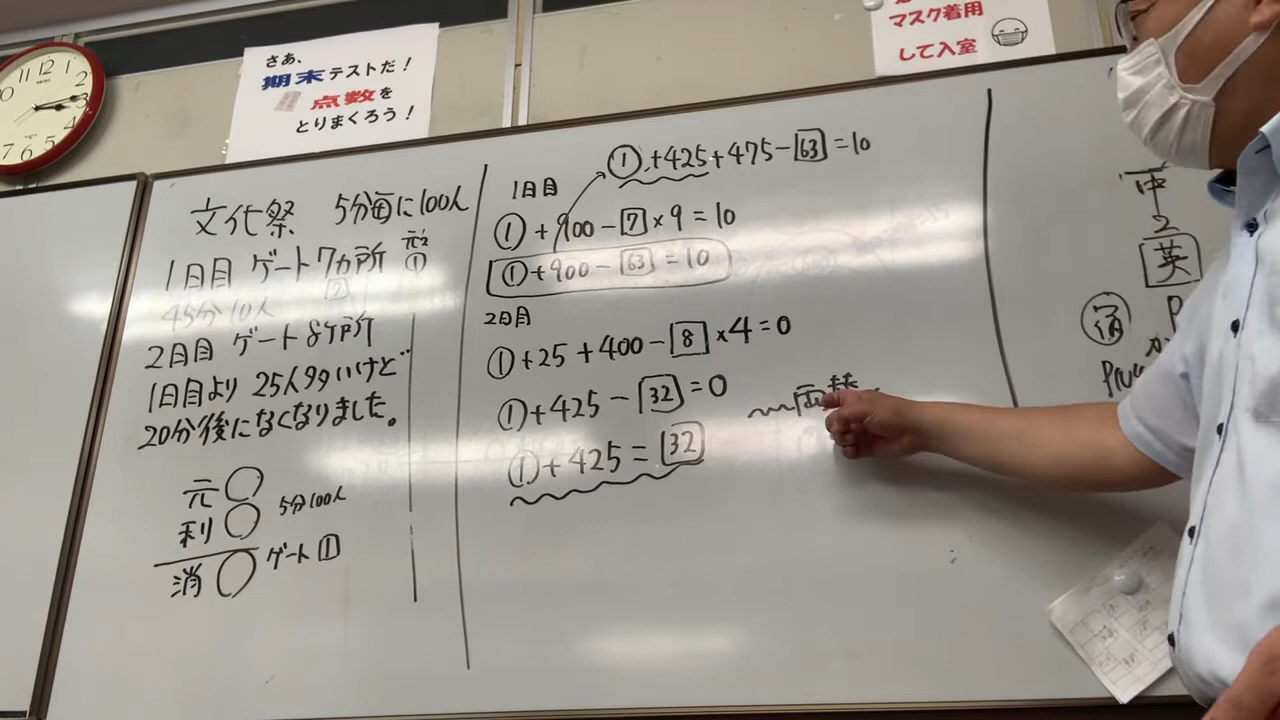 さあ、
期末テストだ！
点数を
とりまくろう！
マスク着用
して入室
文化祭 5分毎に100人
1日目 ゲート7カ所
45分10人
2日目 ゲート8ケ所
1日目より 25人多いけど
20分後になくなりました。
元○
利○ 5分100人
消○ ゲート1
①+425+475-63=10
1日目
①+900-7×9=10
①+900-63=10
2日目
①+25+400-8×4=0
①+425-32=0
①+425=32
両替
中
2
英